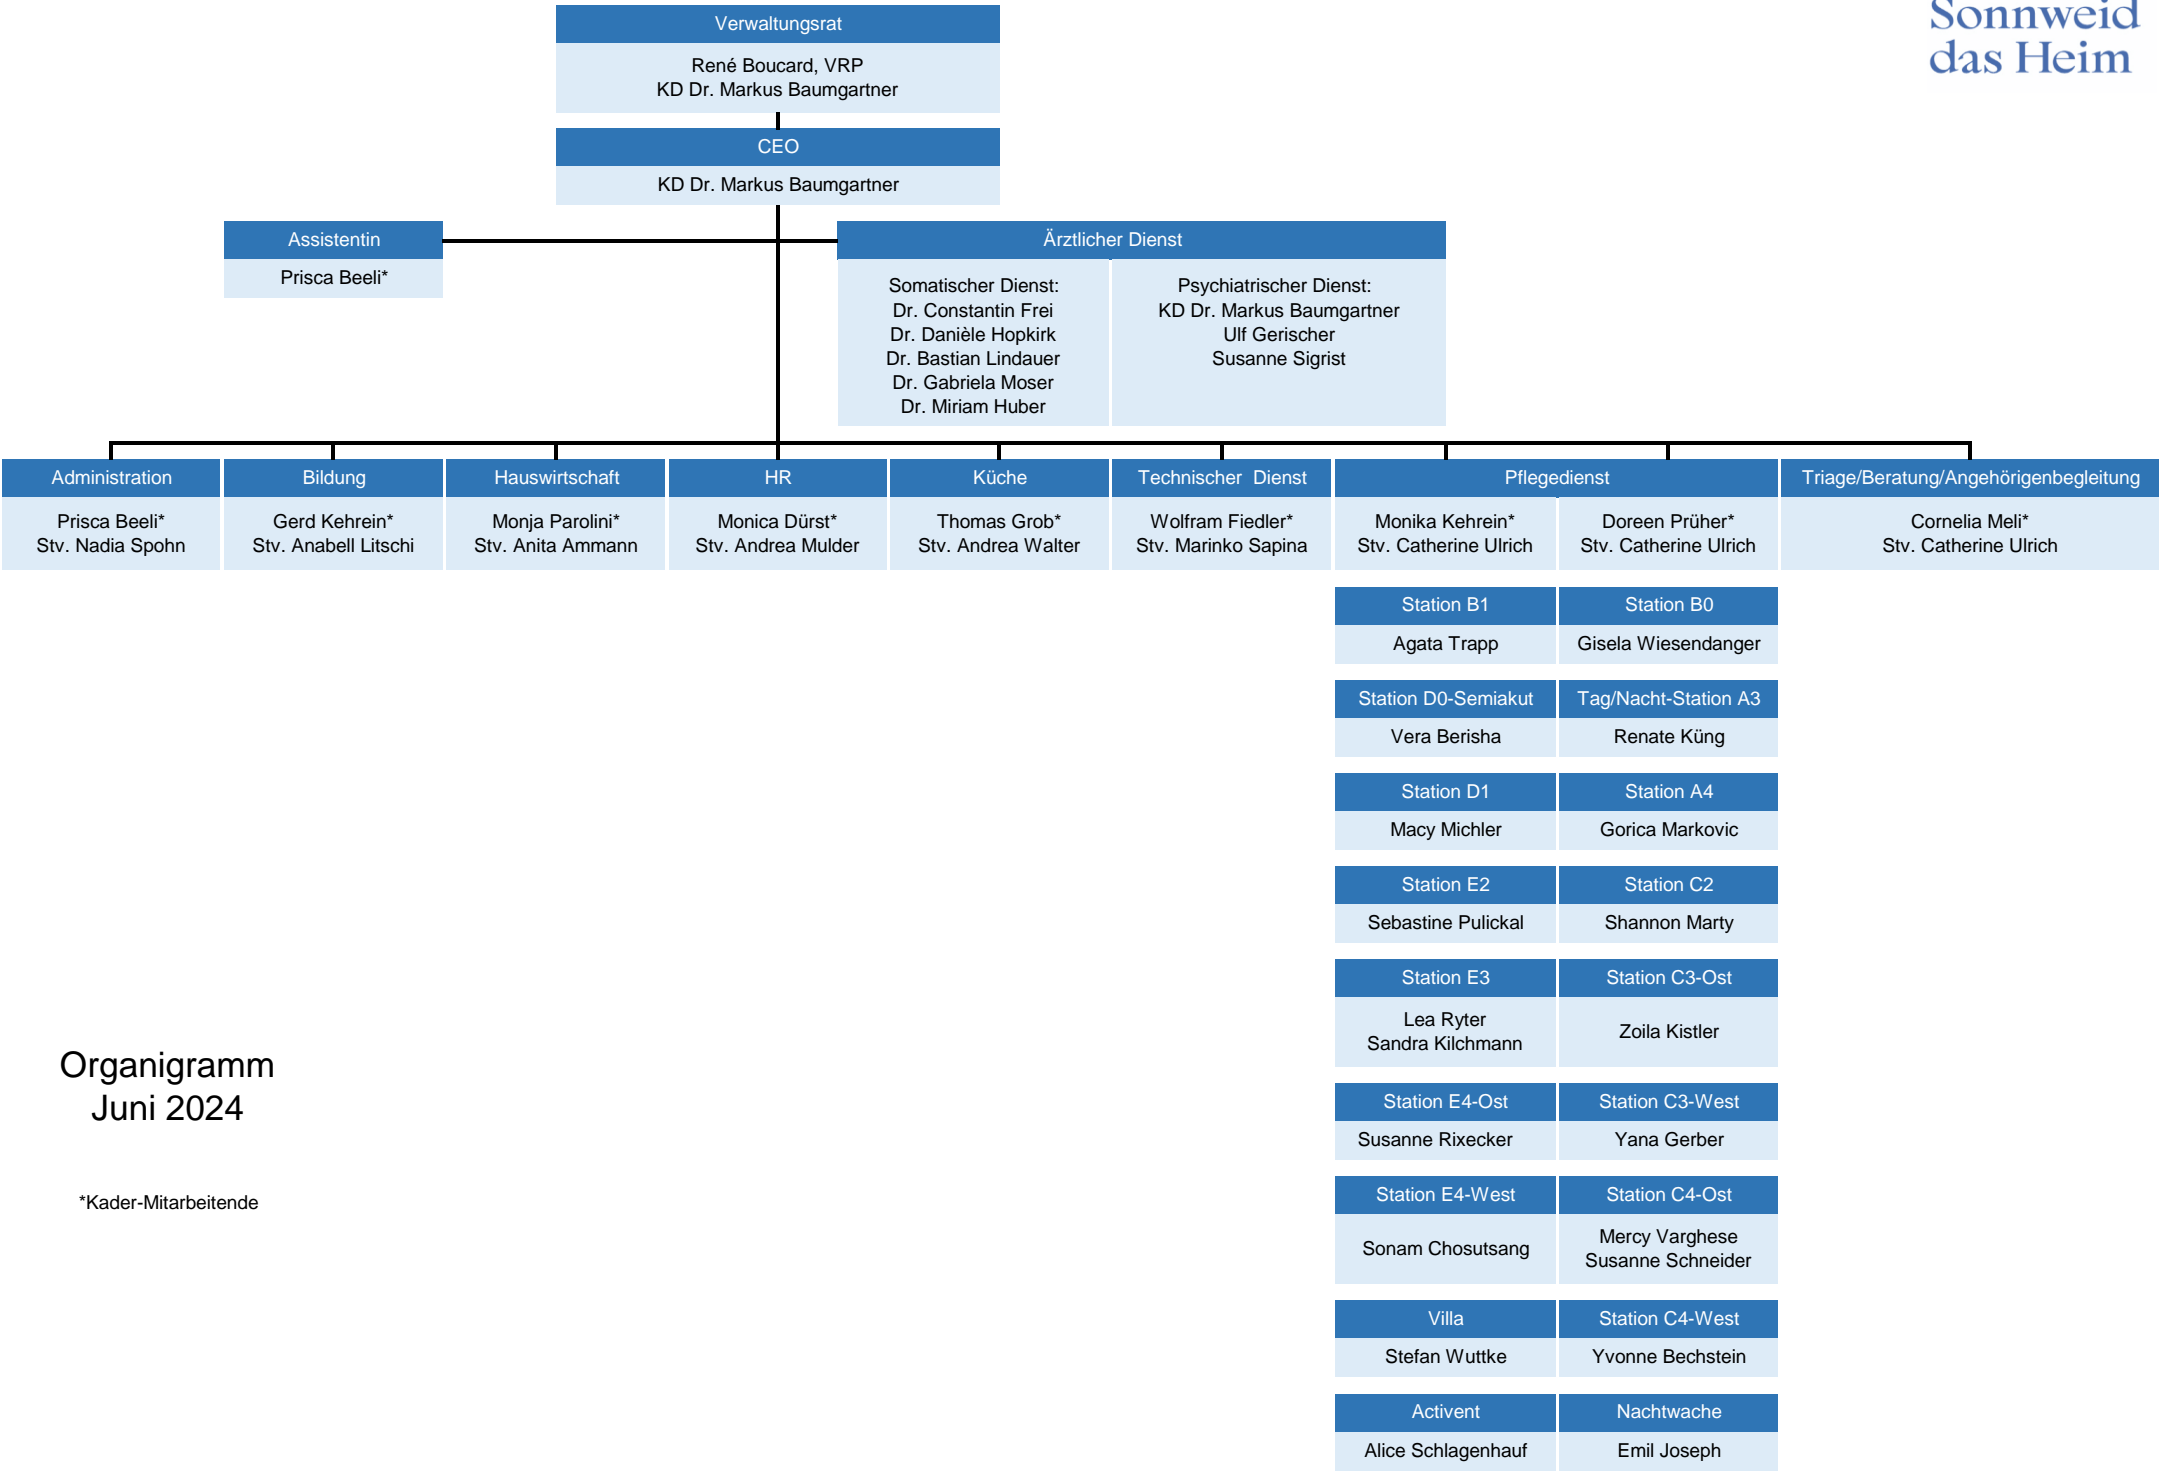 Sonnweid
das Heim
Verwaltungsrat
René Boucard, VRP
KD Dr. Markus Baumgartner
CEO
KD Dr. Markus Baumgartner
Assistentin
Prisca Beeli*
Ärztlicher Dienst
Somatischer Dienst:
Dr. Constantin Frei
Dr. Danièle Hopkirk
Dr. Bastian Lindauer
Dr. Gabriela Moser
Dr. Miriam Huber
Psychiatrischer Dienst:
KD Dr. Markus Baumgartner
Ulf Gerischer
Susanne Sigrist
Administration
Prisca Beeli*
Stv. Nadia Spohn
Bildung
Gerd Kehrein*
Stv. Anabell Litschi
Hauswirtschaft
Monja Parolini*
Stv. Anita Ammann
HR
Monica Dürst*
Stv. Andrea Mulder
Küche
Thomas Grob*
Stv. Andrea Walter
Technischer  Dienst
Wolfram Fiedler*
Stv. Marinko Sapina
Pflegedienst
Monika Kehrein*
Stv. Catherine Ulrich
Doreen Prüher*
Stv. Catherine Ulrich
Triage/Beratung/Angehörigenbegleitung
Cornelia Meli*
Stv. Catherine Ulrich
Station B1
Agata Trapp
Station B0
Gisela Wiesendanger
Station D0-Semiakut
Vera Berisha
Tag/Nacht-Station A3
Renate Küng
Station D1
Macy Michler
Station A4
Gorica Markovic
Station E2
Sebastine Pulickal
Station C2
Shannon Marty
Station E3
Lea Ryter
Sandra Kilchmann
Station C3-Ost
Zoila Kistler
Station E4-Ost
Susanne Rixecker
Station C3-West
Yana Gerber
Station E4-West
Sonam Chosutsang
Station C4-Ost
Mercy Varghese
Susanne Schneider
Villa
Stefan Wuttke
Station C4-West
Yvonne Bechstein
Activent
Alice Schlagenhauf
Nachtwache
Emil Joseph
Organigramm
Juni 2024
*Kader-Mitarbeitende